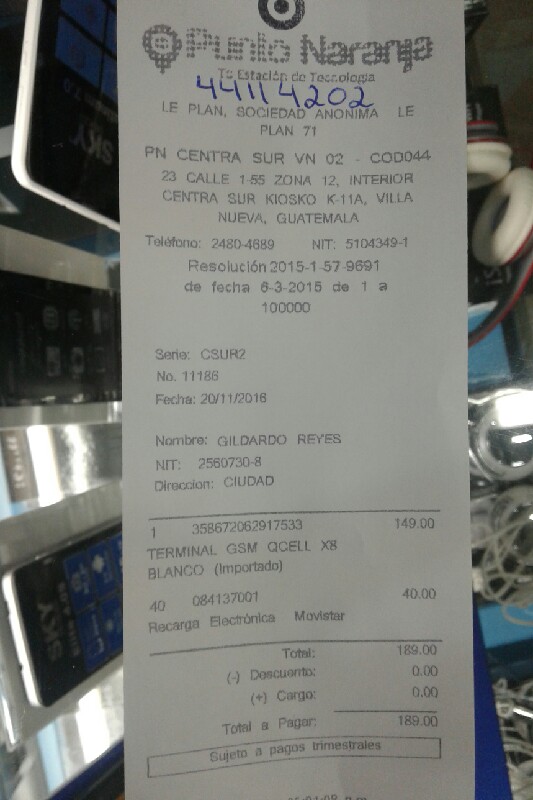 Punto Naranja
Tu Estación de Tecnología
44114202
LE PLAN, SOCIEDAD ANONIMA LE
PLAN 71
PN CENTRA SUR VN 02 - COD044
23 CALLE 1-55 ZONA 12, INTERIOR
CENTRA SUR KIOSKO K-11A, VILLA
NUEVA, GUATEMALA
Teléfono: 2480-4689 NIT: 5104349-1
Resolución 2015-1-57-9691
de fecha 6-3-2015 de 1 a
100000
Serie: CSUR2
No. 11186
Fecha: 20/11/2016
Nombre: GILDARDO REYES
NIT: 2560730-8
Direccion: CIUDAD
1 358672062917533 149.00
TERMINAL GSM QCELL X8
BLANCO (Importado)
40 084137001 40.00
Recarga Electrónica Movistar
Total: 189.00
(-) Descuento: 0.00
(+) Cargo: 0.00
Total a Pagar: 189.00
Sujeto a pagos trimestrales
SKY
SKY